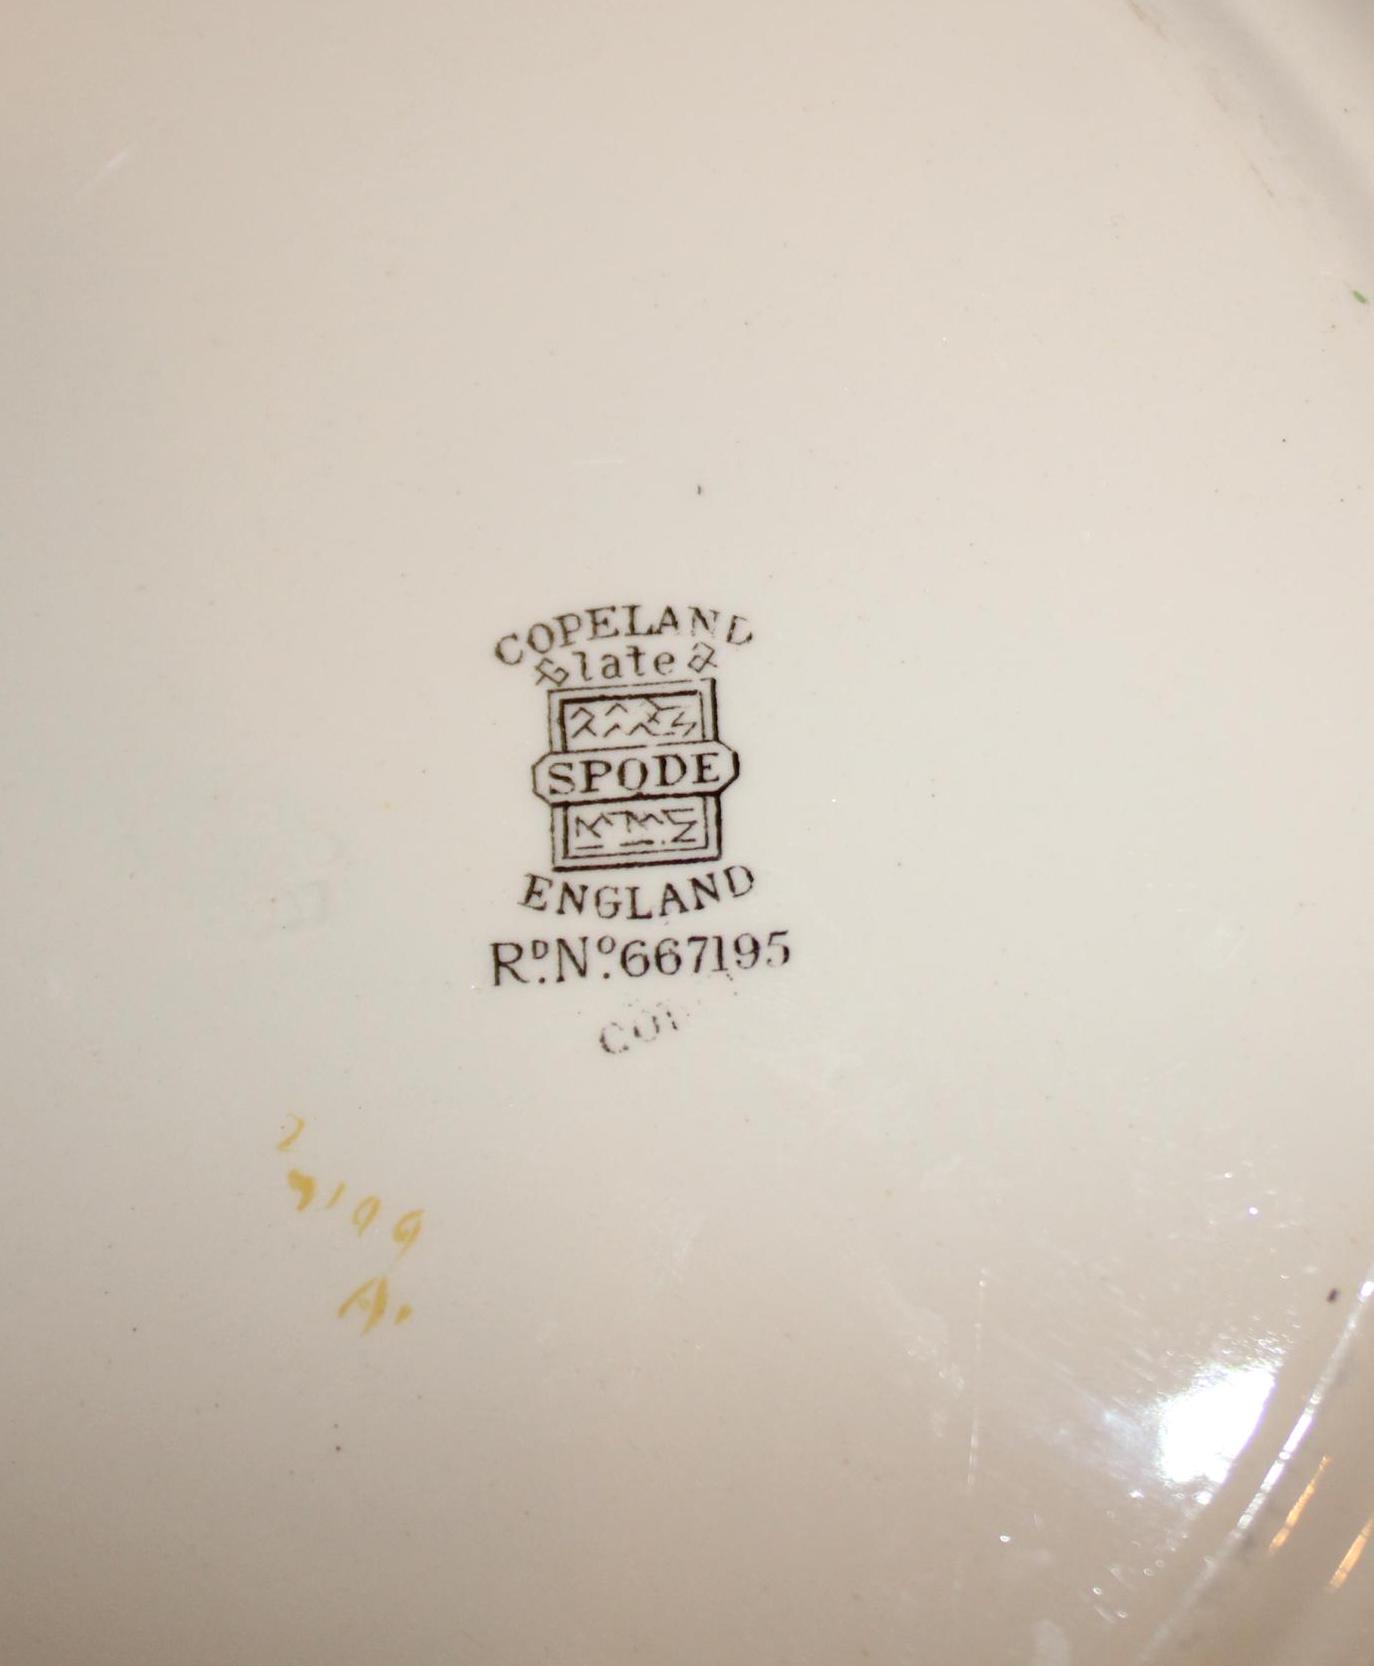 COPELAND
late
SPODE
ENGLAND
Rᴰ. Nº. 667195
A.